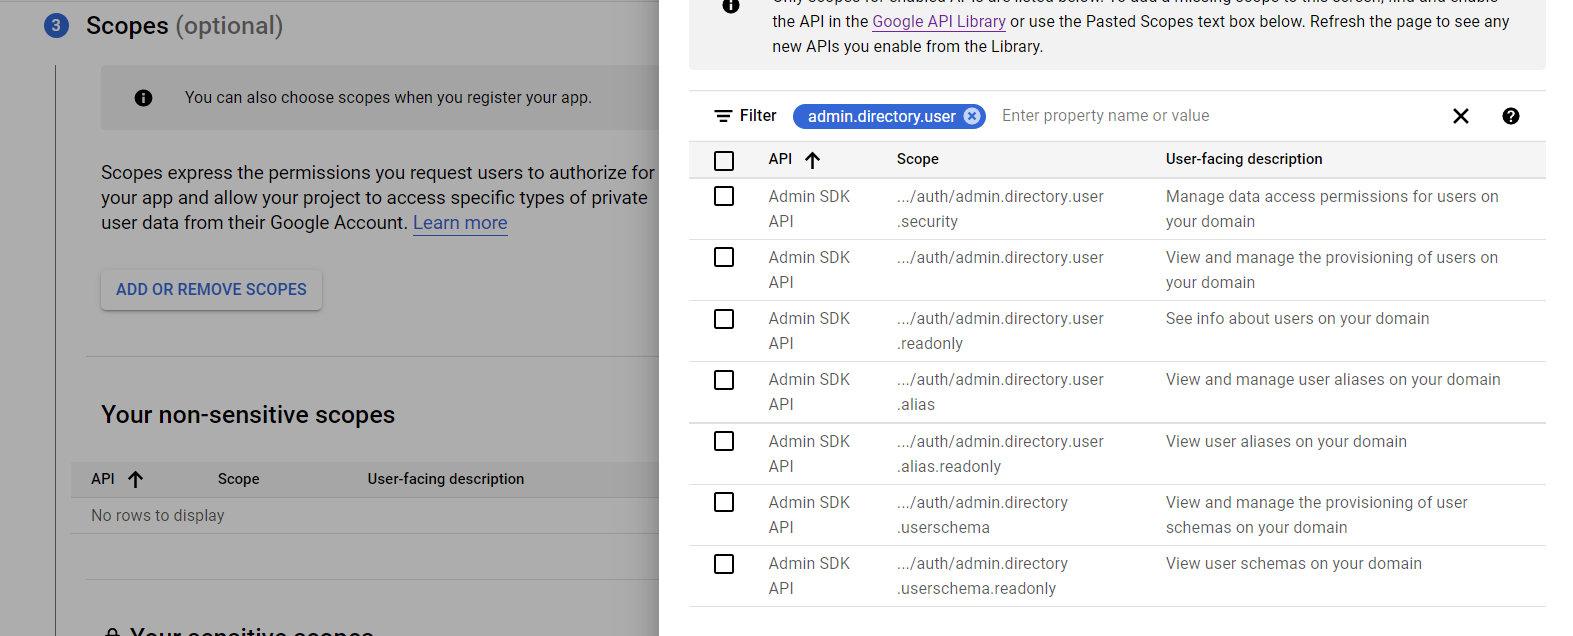 3 Scopes (optional)
You can also choose scopes when you register your app.
Scopes express the permissions you request users to authorize for
your app and allow your project to access specific types of private
user data from their Google Account. Learn more
ADD OR REMOVE SCOPES
Your non-sensitive scopes
API Scope User-facing description
No rows to display
the API in the Google API Library or use the Pasted Scopes text box below. Refresh the page to see any
new APIs you enable from the Library.
Filter admin.directory.user Enter property name or value
API Scope User-facing description
Admin SDK .../auth/admin.directory.user Manage data access permissions for users on
API .security your domain
Admin SDK .../auth/admin.directory.user View and manage the provisioning of users on
API your domain
Admin SDK .../auth/admin.directory.user See info about users on your domain
API .readonly
Admin SDK .../auth/admin.directory.user View and manage user aliases on your domain
API .alias
Admin SDK .../auth/admin.directory.user View user aliases on your domain
API .alias.readonly
Admin SDK .../auth/admin.directory View and manage the provisioning of user
API .userschema schemas on your domain
Admin SDK .../auth/admin.directory View user schemas on your domain
API .userschema.readonly